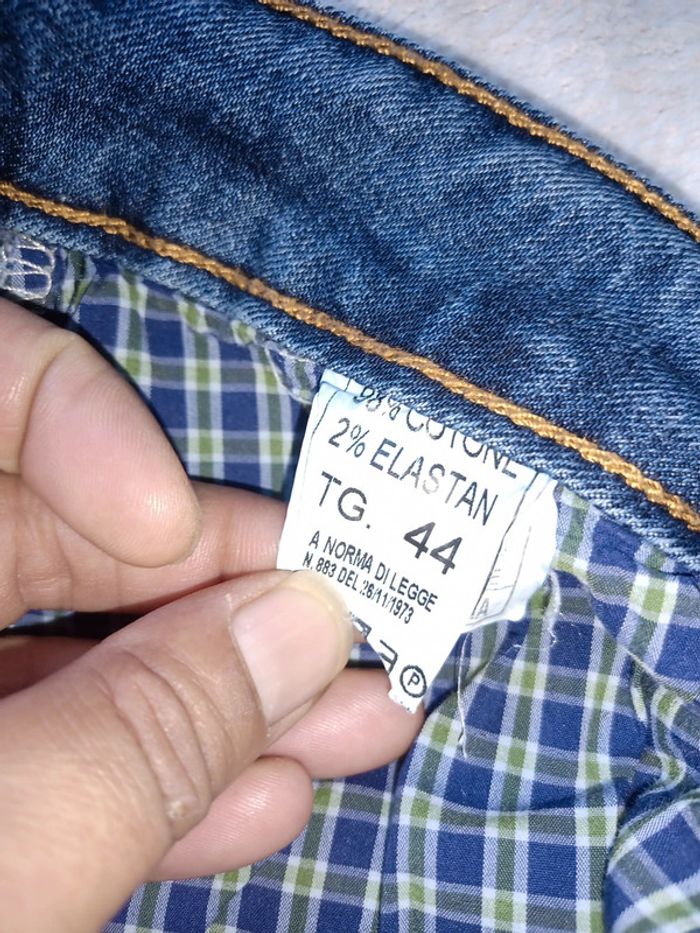 98% COTONE
2% ELASTAN
TG. 44
A NORMA DI LEGGE
N. 883 DEL 26/11/1973
P